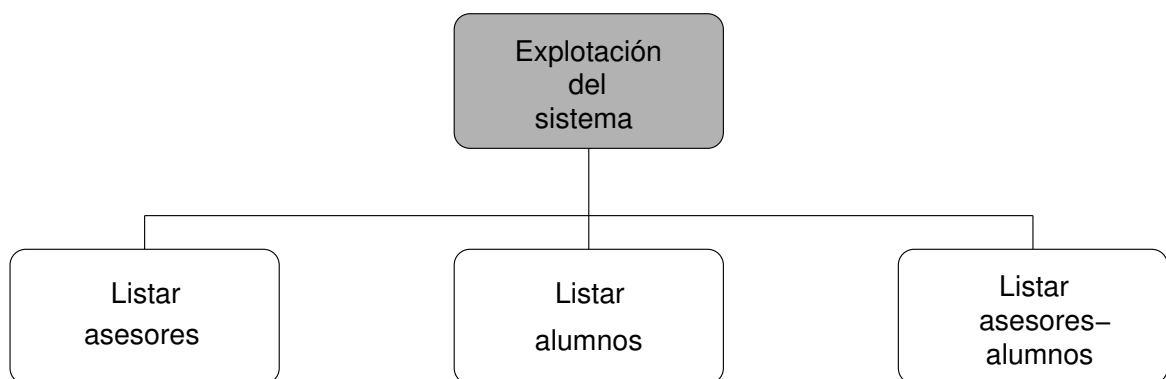 Explotación
del
sistema
Listar
asesores
Listar
alumnos
Listar
asesores−
alumnos